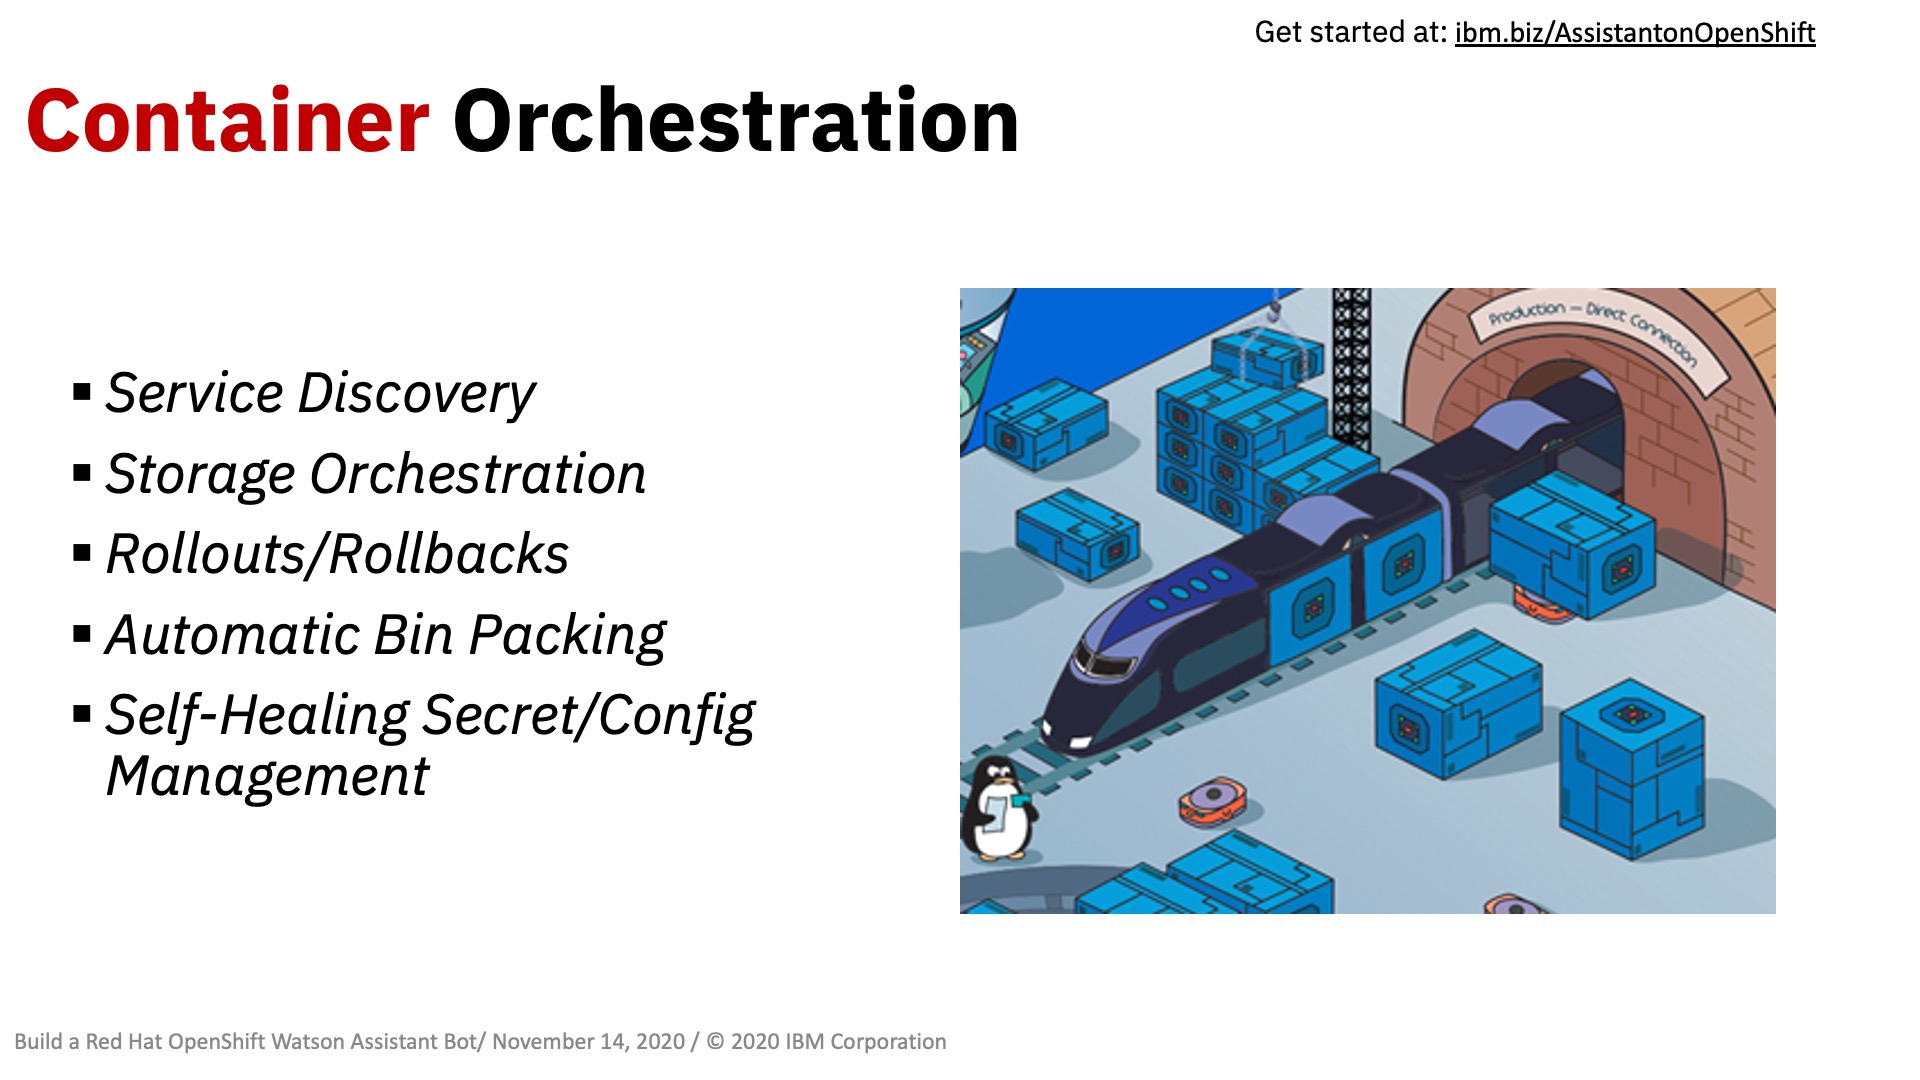 Get started at: ibm.biz/AssistantonOpenShift
Container Orchestration
▪ Service Discovery
▪ Storage Orchestration
▪ Rollouts/Rollbacks
▪ Automatic Bin Packing
▪ Self-Healing Secret/Config
Management
Production – Direct Connection
Build a Red Hat OpenShift Watson Assistant Bot/ November 14, 2020 / © 2020 IBM Corporation